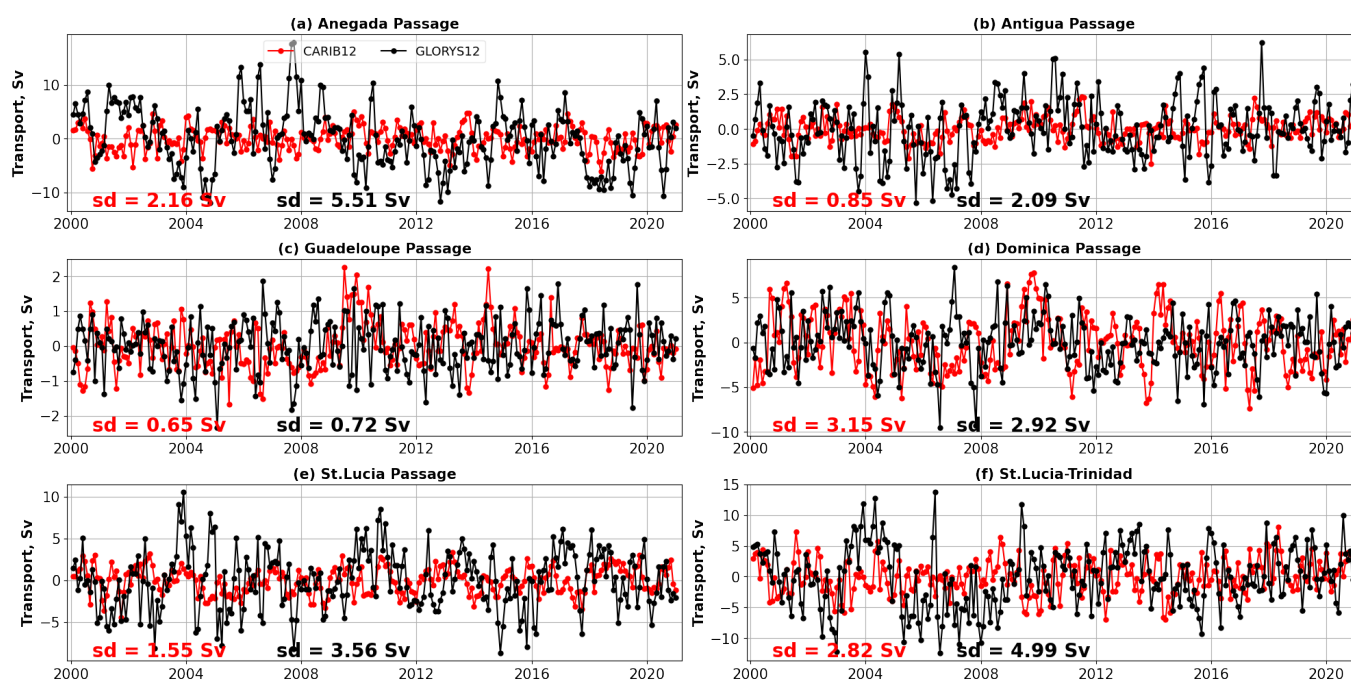 (a) Anegada Passage
Transport, Sv
10
0
−10
CARIB12
GLORYS12
sd = 2.16 Sv
sd = 5.51 Sv
2000 2004 2008 2012 2016 2020
(b) Antigua Passage
Transport, Sv
5.0
2.5
0.0
−2.5
−5.0
sd = 0.85 Sv
sd = 2.09 Sv
2000 2004 2008 2012 2016 2020
(c) Guadeloupe Passage
Transport, Sv
2
1
0
−1
−2
sd = 0.65 Sv
sd = 0.72 Sv
2000 2004 2008 2012 2016 2020
(d) Dominica Passage
Transport, Sv
5
0
−5
−10
sd = 3.15 Sv
sd = 2.92 Sv
2000 2004 2008 2012 2016 2020
(e) St.Lucia Passage
Transport, Sv
10
5
0
−5
sd = 1.55 Sv
sd = 3.56 Sv
2000 2004 2008 2012 2016 2020
(f) St.Lucia-Trinidad
Transport, Sv
15
10
5
0
−5
−10
sd = 2.82 Sv
sd = 4.99 Sv
2000 2004 2008 2012 2016 2020